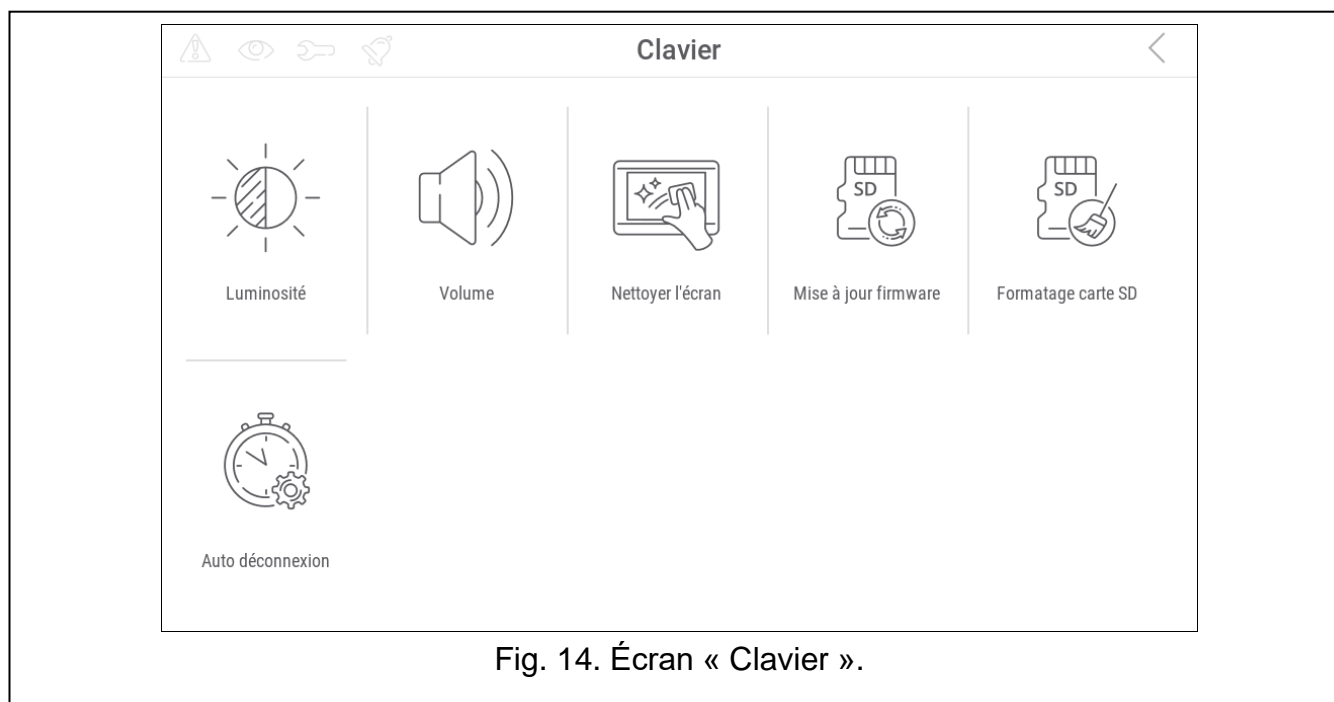 Clavier
Luminosité
Volume
Nettoyer l'écran
SD
Mise à jour firmware
SD
Formatage carte SD
Auto déconnexion
Fig. 14. Écran « Clavier ».